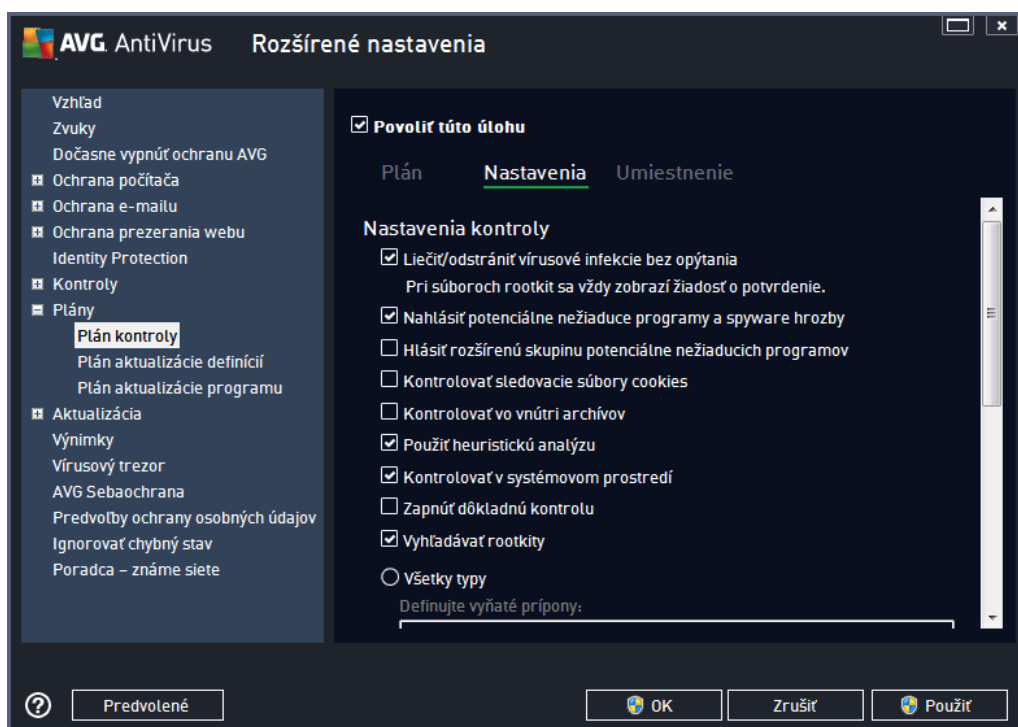 AVG. AntiVirus Rozšírené nastavenia
Vzhľad
Zvuky
Dočasne vypnúť ochranu AVG
Ochrana počítača
Ochrana e-mailu
Ochrana prezerania webu
Identity Protection
Kontroly
Plány
Plán kontroly
Plán aktualizácie definícií
Plán aktualizácie programu
Aktualizácia
Výnimky
Vírusový trezor
AVG Sebaochrana
Predvoľby ochrany osobných údajov
Ignorovať chybný stav
Poradca – známe siete
Povoliť túto úlohu
Plán Nastavenia Umiestnenie
Nastavenia kontroly
Liečiť/odstrániť vírusové infekcie bez opýtania
Pri súboroch rootkit sa vždy zobrazí žiadosť o potvrdenie.
Nahlásiť potenciálne nežiaduce programy a spyware hrozby
Hlásiť rozšírenú skupinu potenciálne nežiaducich programov
Kontrolovať sledovacie súbory cookies
Kontrolovať vo vnútri archívov
Použiť heuristickú analýzu
Kontrolovať v systémovom prostredí
Zapnúť dôkladnú kontrolu
Vyhľadávať rootkity
Všetky typy
Definujte vyňaté prípony:
Predvolené OK Zrušiť Použiť